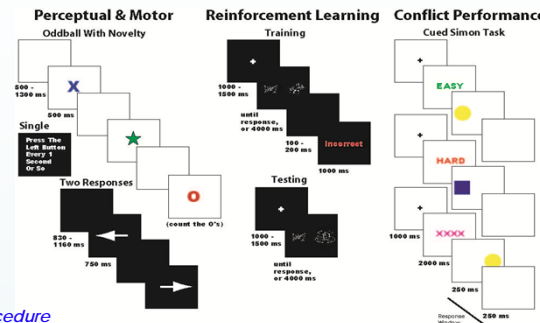 Perceptual & Motor
Oddball With Novelty
500 -
1300 ms
X
500 ms
O
(count the O's)
Single
Press The
Left Button
Every 1
Second
Or So
Two Responses
830 -
1160 ms
750 ms
Reinforcement Learning
Training
+
1000 -
1500 ms
until
response,
or 4000 ms
100 -
200 ms
Incorrect
1000 ms
Testing
+
1000 -
1500 ms
until
response,
or 4000 ms
Conflict Performance
Cued Simon Task
+
EASY
+
HARD
+
1000 ms
XXXX
2000 ms
250 ms
Response
Window
250 ms
cedure